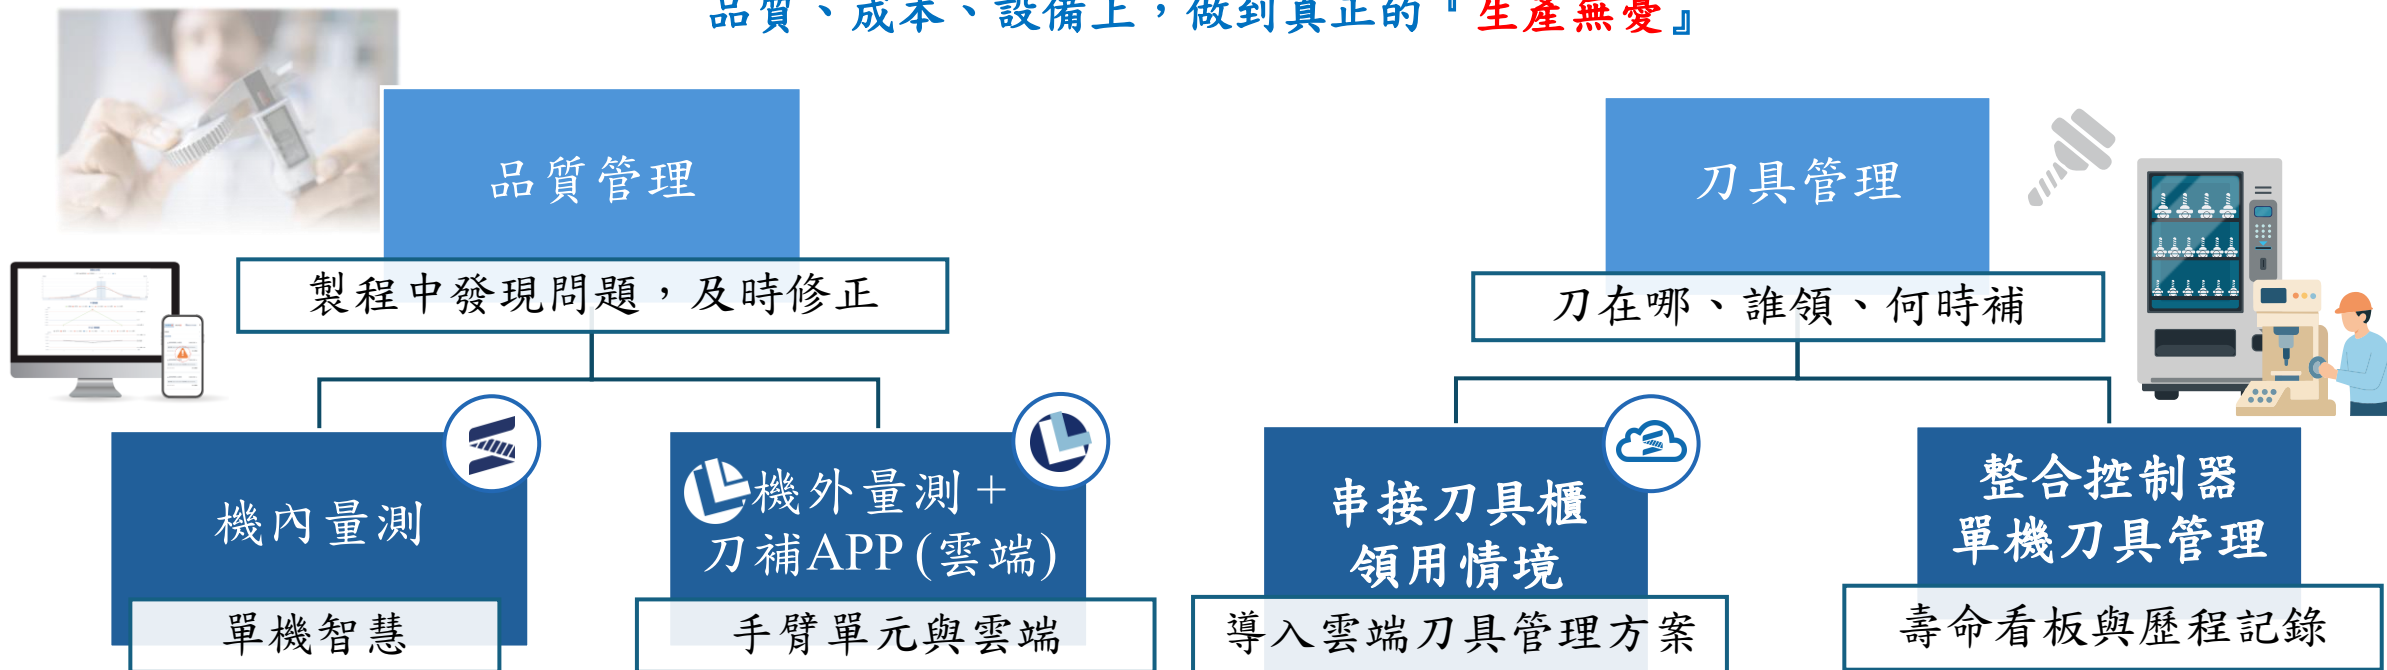 品質、成本、設備上，做到真正的『生產無憂』
品質管理
製程中發現問題，及時修正
機內量測
單機智慧
機外量測+
刀補APP(雲端)
手臂單元與雲端
刀具管理
刀在哪、誰領、何時補
串接刀具櫃
領用情境
導入雲端刀具管理方案
整合控制器
單機刀具管理
壽命看板與歷程記錄